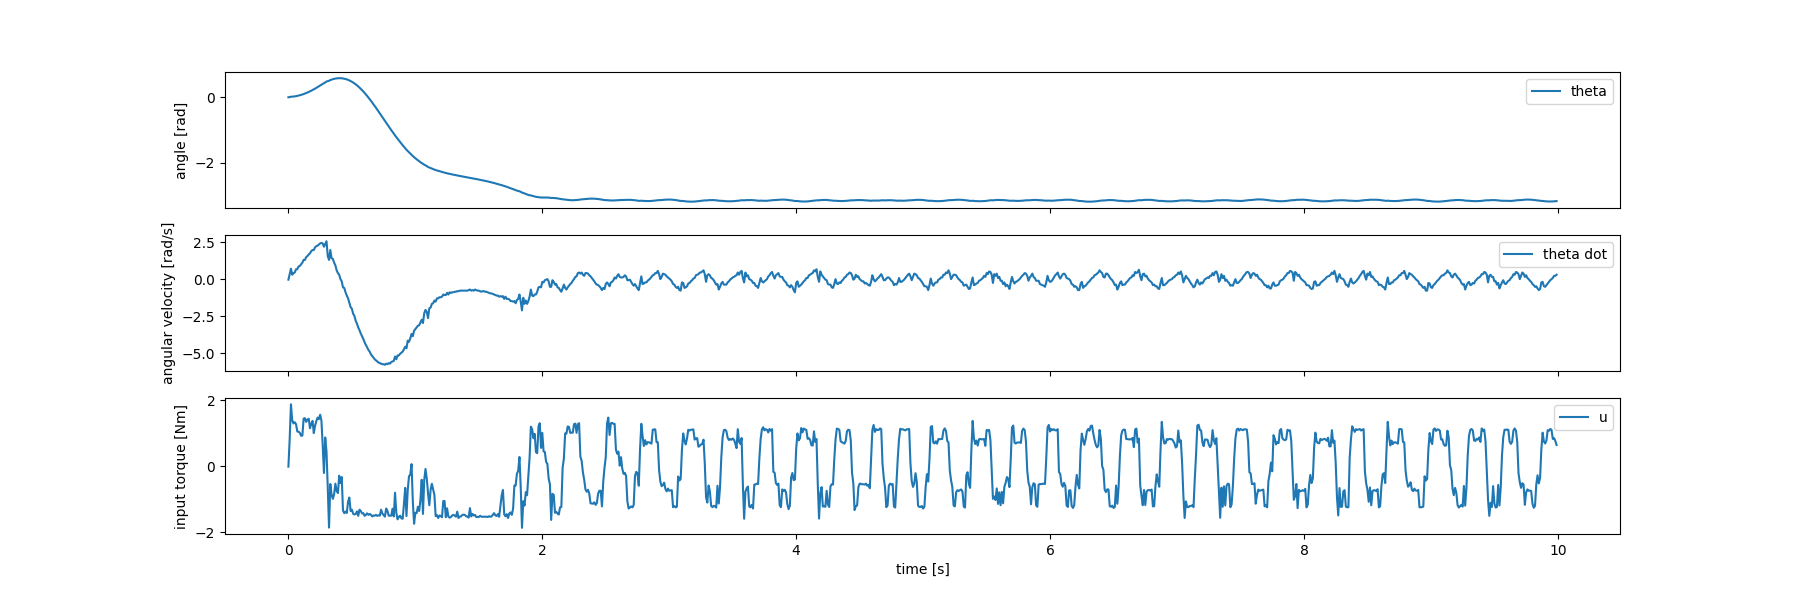 0
−2
angle [rad]
theta
2.5
0.0
−2.5
−5.0
angular velocity [rad/s]
theta dot
2
0
−2
input torque [Nm]
u
0 2 4 6 8 10
time [s]